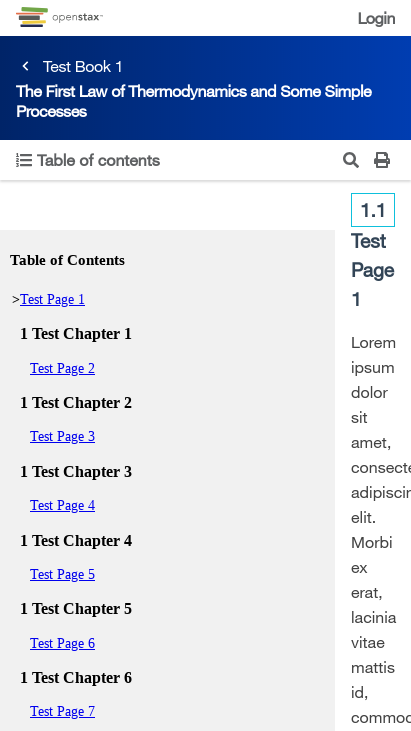 openstax
Login
Test Book 1
The First Law of Thermodynamics and Some Simple
Processes
Table of contents
1.1
Test
Page
1
Table of Contents
>Test Page 1
1 Test Chapter 1
Test Page 2
1 Test Chapter 2
Test Page 3
1 Test Chapter 3
Test Page 4
1 Test Chapter 4
Test Page 5
1 Test Chapter 5
Test Page 6
1 Test Chapter 6
Test Page 7
Lorem
ipsum
dolor
sit
amet,
consecte
adipiscin
elit.
Morbi
ex
erat,
lacinia
vitae
mattis
id,
commod